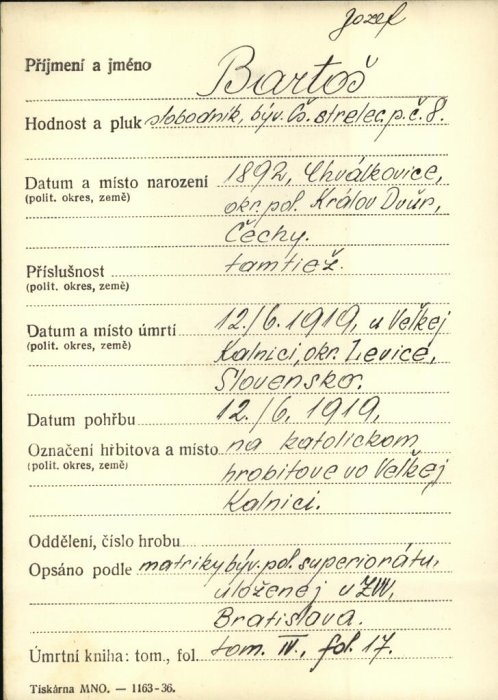 Jozef
Příjmení a jméno Bartoš
Hodnost a pluk slobodník, býv. čs. strelec. p. č. 8.
Datum a místo narození 1892, Chválkovice,
(polit. okres, země) okr. pol. Králov Dvůr,
Čechy.
Příslušnost tamtiež.
(polit. okres, země)
Datum a místo úmrtí 12./6. 1919, u Veľkej
(polit. okres, země) Kalnici, okr. Levice,
Slovensko.
Datum pohřbu 12./6. 1919,
Označení hřbitova a místo na katolíckom
(polit. okres, země) hrobitove vo Veľkej
Kalnici.
Oddělení, číslo hrobu
Opsáno podle matriky býv. pol. superiorátu,
uloženej u ZVV,
Bratislava.
Úmrtní kniha: tom., fol. tom. IV., fol. 17.
Tiskárna MNO. — 1163-36.